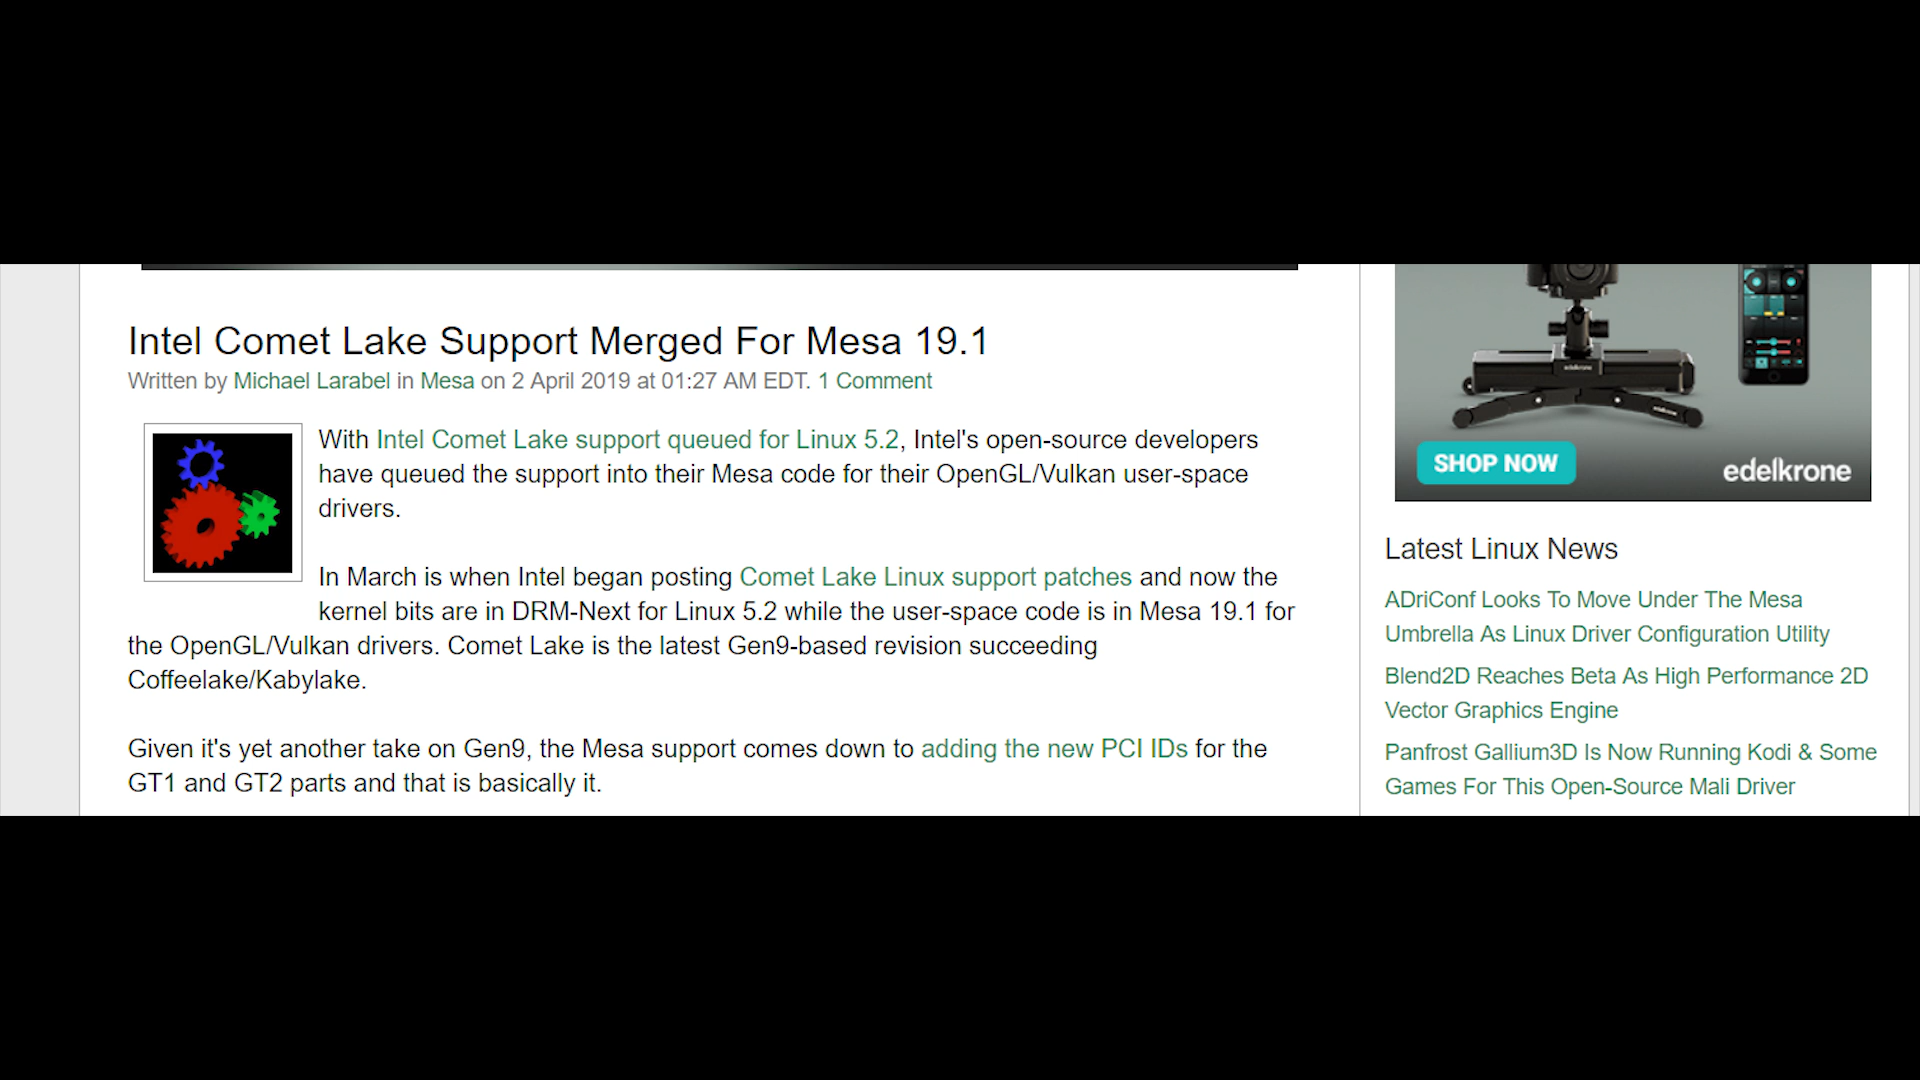 Intel Comet Lake Support Merged For Mesa 19.1
Written by Michael Larabel in Mesa on 2 April 2019 at 01:27 AM EDT. 1 Comment
With Intel Comet Lake support queued for Linux 5.2, Intel's open-source developers
have queued the support into their Mesa code for their OpenGL/Vulkan user-space
drivers.
In March is when Intel began posting Comet Lake Linux support patches and now the
kernel bits are in DRM-Next for Linux 5.2 while the user-space code is in Mesa 19.1 for
the OpenGL/Vulkan drivers. Comet Lake is the latest Gen9-based revision succeeding
Coffeelake/Kabylake.
Given it's yet another take on Gen9, the Mesa support comes down to adding the new PCI IDs for the
GT1 and GT2 parts and that is basically it.
edelkrone
SHOP NOW
edelkrone
Latest Linux News
ADriConf Looks To Move Under The Mesa
Umbrella As Linux Driver Configuration Utility
Blend2D Reaches Beta As High Performance 2D
Vector Graphics Engine
Panfrost Gallium3D Is Now Running Kodi & Some
Games For This Open-Source Mali Driver